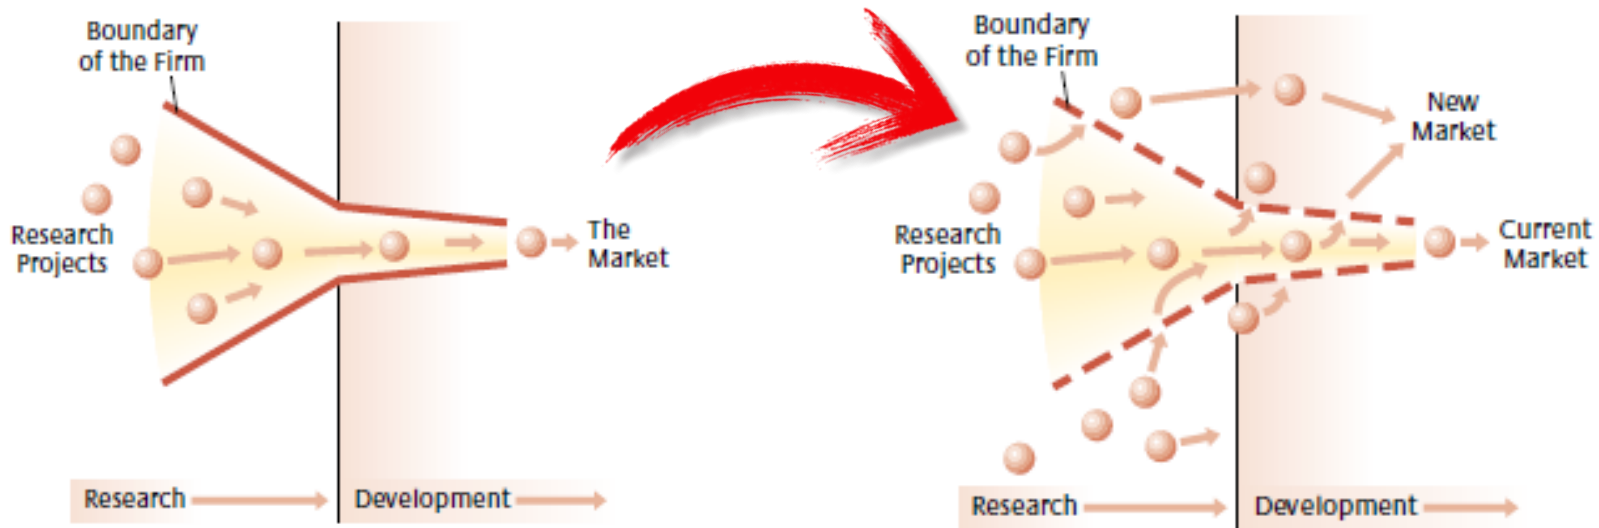 Boundary
of the Firm
Research
Projects
The
Market
Research
Development
Boundary
of the Firm
New
Market
Research
Projects
Current
Market
Research
Development